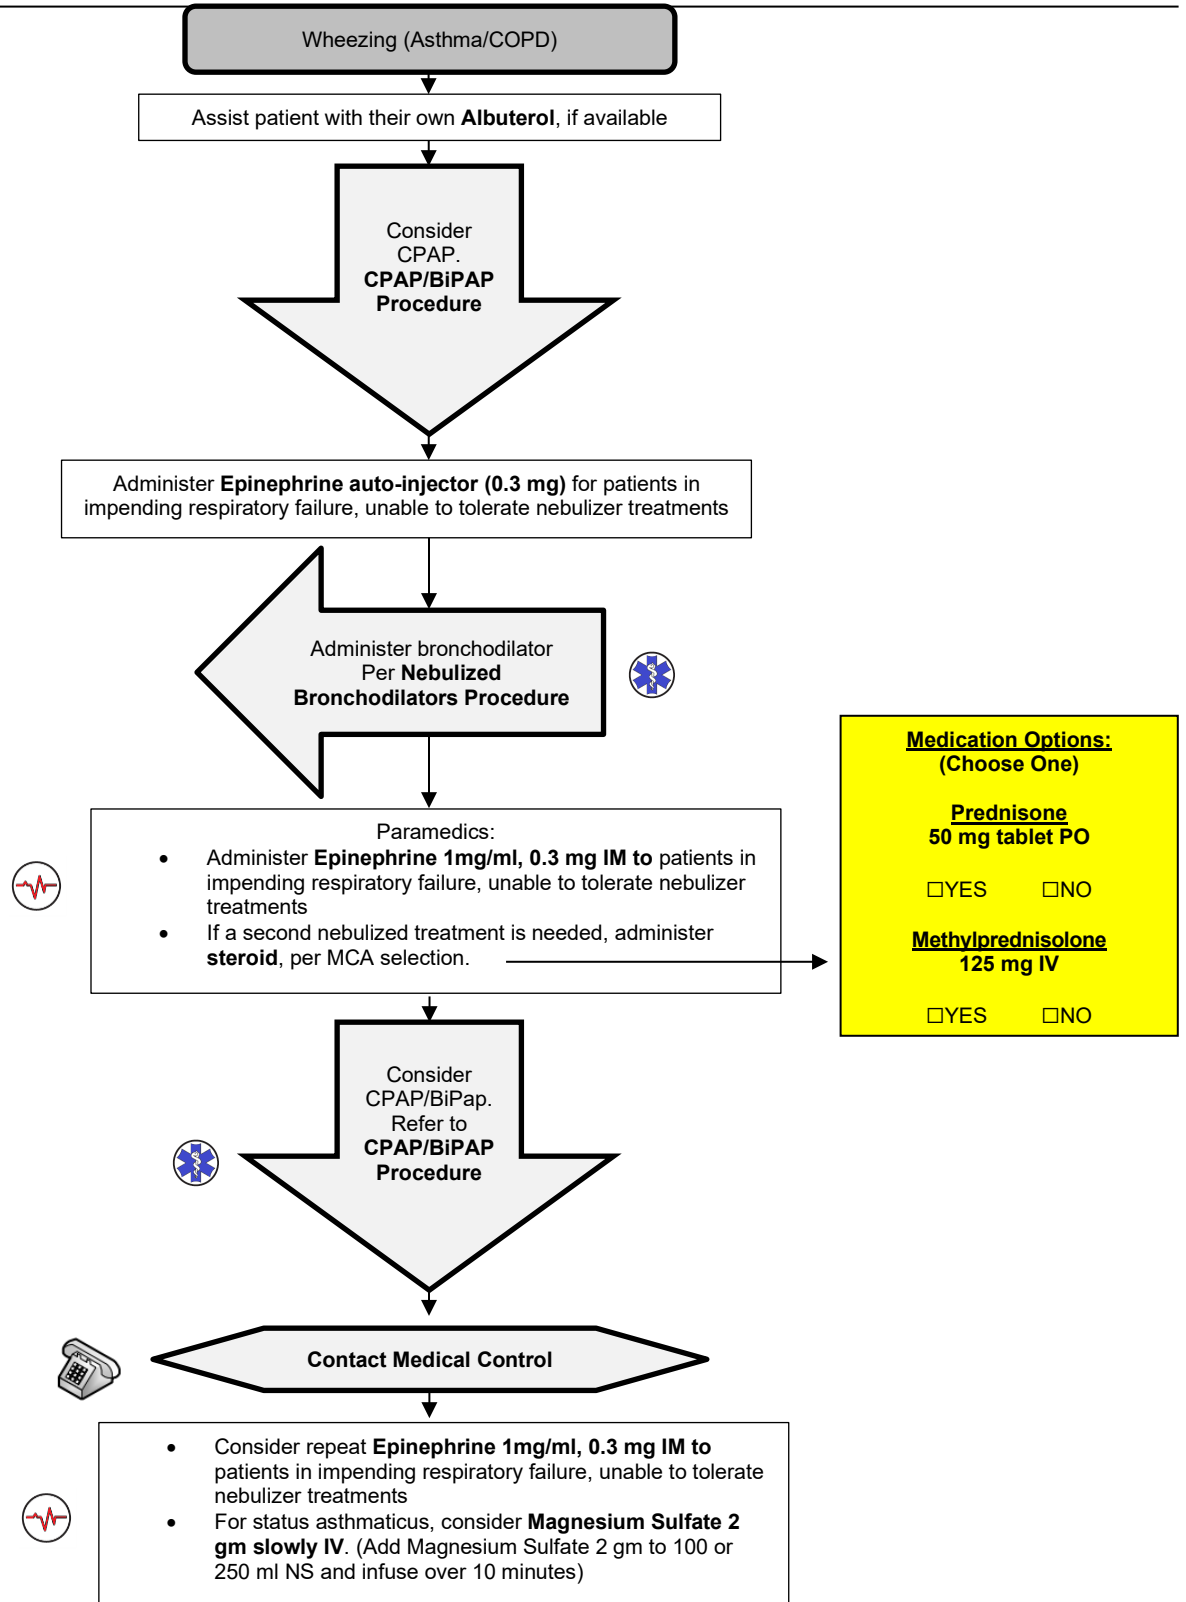 Wheezing (Asthma/COPD)
Assist patient with their own Albuterol, if available
Consider
CPAP.
CPAP/BiPAP
Procedure
Administer Epinephrine auto-injector (0.3 mg) for patients in
impending respiratory failure, unable to tolerate nebulizer treatments
Administer bronchodilator
Per Nebulized
Bronchodilators Procedure
Paramedics:
• Administer Epinephrine 1mg/ml, 0.3 mg IM to patients in
impending respiratory failure, unable to tolerate nebulizer
treatments
• If a second nebulized treatment is needed, administer
steroid, per MCA selection.
Medication Options:
(Choose One)
Prednisone
50 mg tablet PO
☐YES ☐NO
Methylprednisolone
125 mg IV
☐YES ☐NO
Consider
CPAP/BiPap.
Refer to
CPAP/BiPAP
Procedure
Contact Medical Control
• Consider repeat Epinephrine 1mg/ml, 0.3 mg IM to
patients in impending respiratory failure, unable to tolerate
nebulizer treatments
• For status asthmaticus, consider Magnesium Sulfate 2
gm slowly IV. (Add Magnesium Sulfate 2 gm to 100 or
250 ml NS and infuse over 10 minutes)